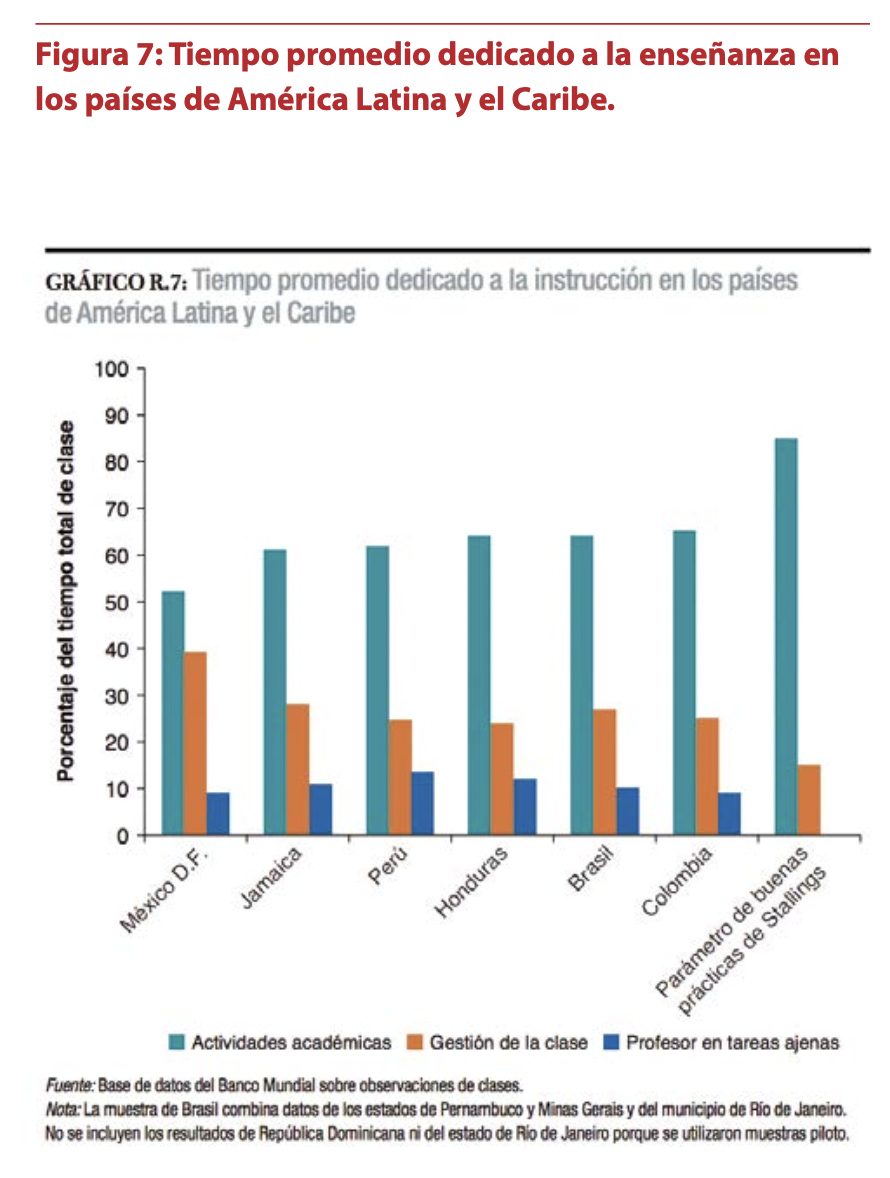 Figura 7: Tiempo promedio dedicado a la enseñanza en
los países de América Latina y el Caribe.
GRÁFICO R.7: Tiempo promedio dedicado a la instrucción en los países
de América Latina y el Caribe
Porcentaje del tiempo total de clase
100
90
80
70
60
50
40
30
20
10
0
México D.F.
Jamaica
Perú
Honduras
Brasil
Colombia
Parámetro de buenas
prácticas de Stallings
Actividades académicas Gestión de la clase Profesor en tareas ajenas
Fuente: Base de datos del Banco Mundial sobre observaciones de clases.
Nota: La muestra de Brasil combina datos de los estados de Pernambuco y Minas Gerais y del municipio de Río de Janeiro.
No se incluyen los resultados de República Dominicana ni del estado de Río de Janeiro porque se utilizaron muestras piloto.